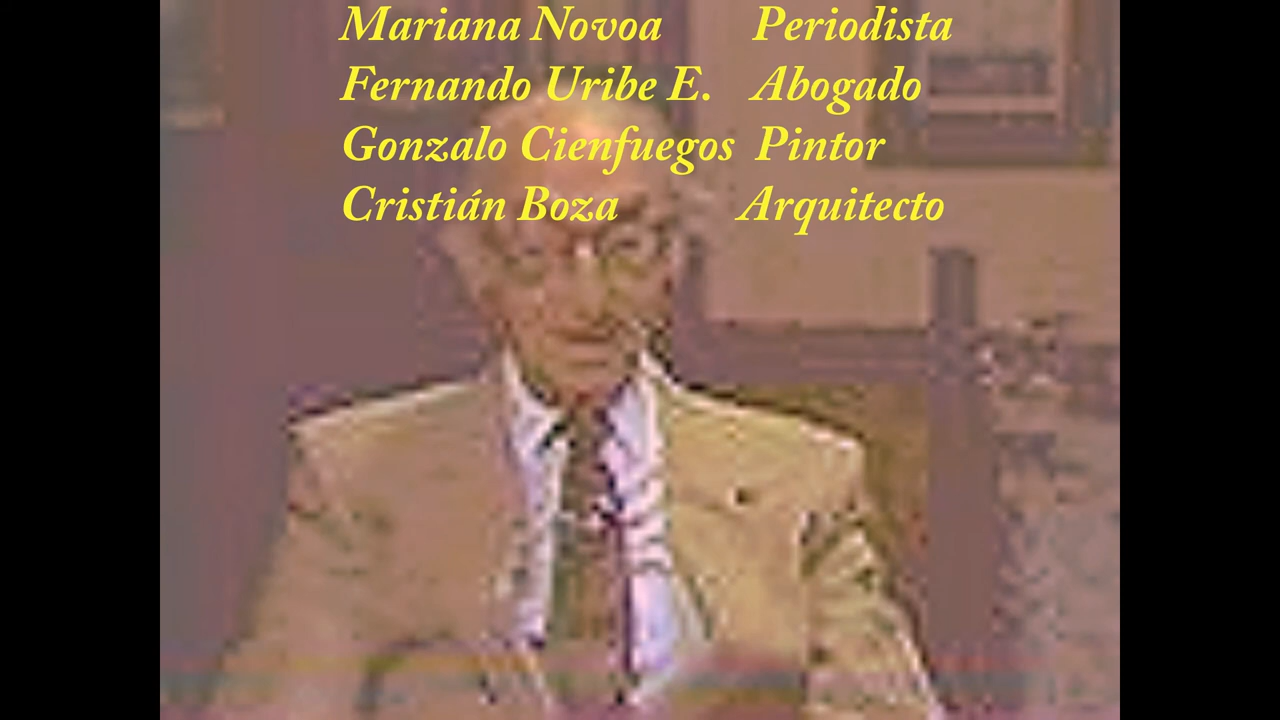 Mariana Novoa Periodista
Fernando Uribe E. Abogado
Gonzalo Cienfuegos Pintor
Cristián Boza Arquitecto